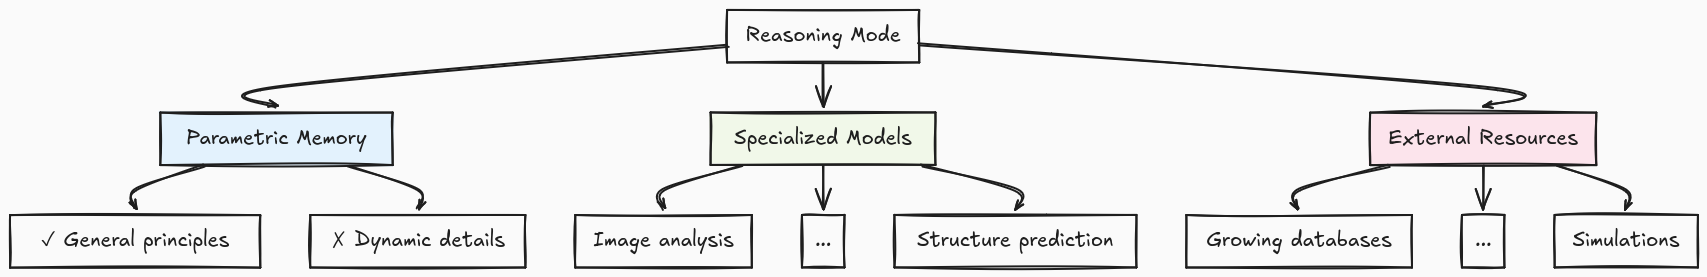 Reasoning Mode
Parametric Memory
Specialized Models
External Resources
✓ General principles
✗ Dynamic details
Image analysis
...
Structure prediction
Growing databases
...
Simulations